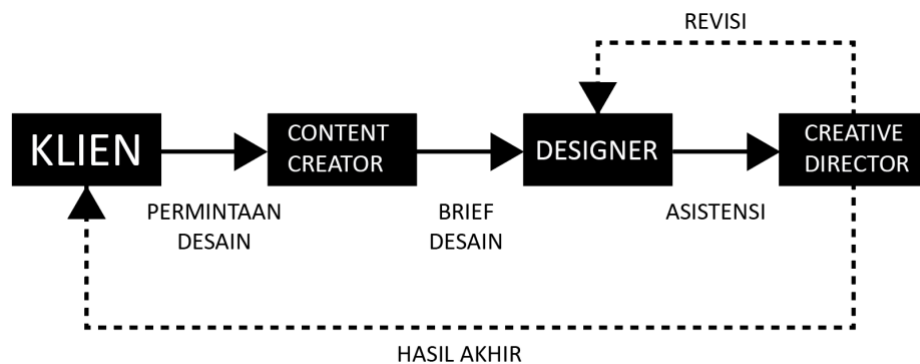 REVISI
KLIEN
CONTENT
CREATOR
DESIGNER
CREATIVE
DIRECTOR
PERMINTAAN
DESAIN
BRIEF
DESAIN
ASISTENSI
HASIL AKHIR